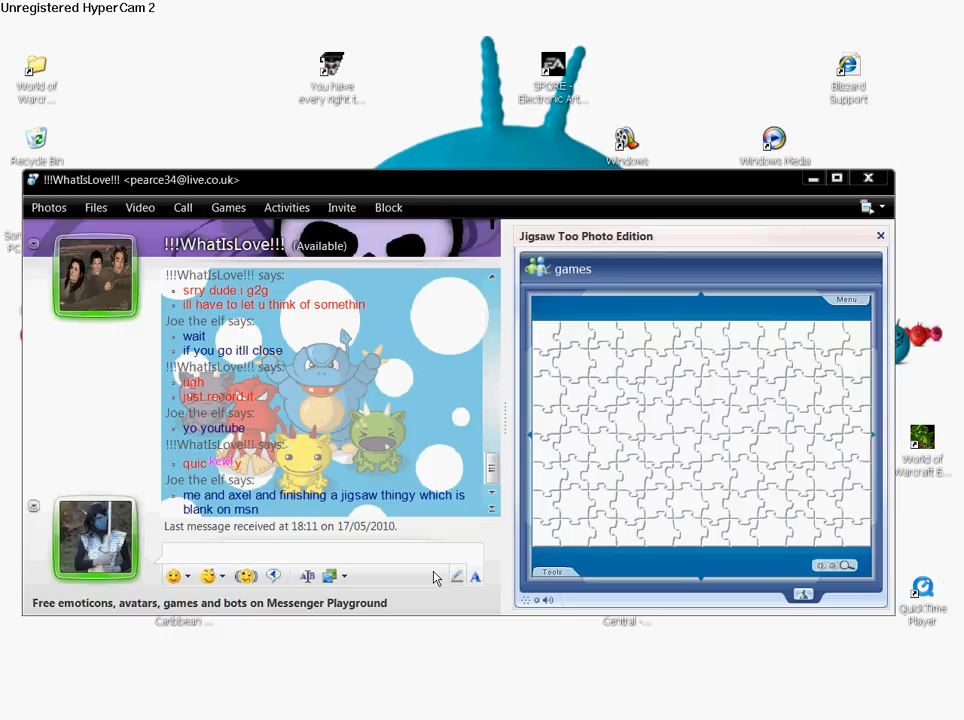 Unregistered HyperCam 2
World of
Warcr...
You have
every right t...
EA
SPORE -
Electronic Art...
Blizzard
Support
Recycle Bin
Windows
Windows Media
!!!WhatIsLove!!! <pearce34@live.co.uk>
Photos Files Video Call Games Activities Invite Block
!!!WhatIsLove!!! (Available)
!!!WhatIsLove!!! says:
srry dude i g2g
ill have to let u think of somethin
Joe the elf says:
wait
if you go itll close
!!!WhatIsLove!!! says:
ugh
just record it
Joe the elf says:
yo youtube
!!!WhatIsLove!!! says:
quic kewl y
Joe the elf says:
me and axel and finishing a jigsaw thingy which is
blank on msn
Last message received at 18:11 on 17/05/2010.
Free emoticons, avatars, games and bots on Messenger Playground
Jigsaw Too Photo Edition
games
Menu
Tools
World of
Warcraft E...
QuickTime
Player
Caribbean ...
Central -...